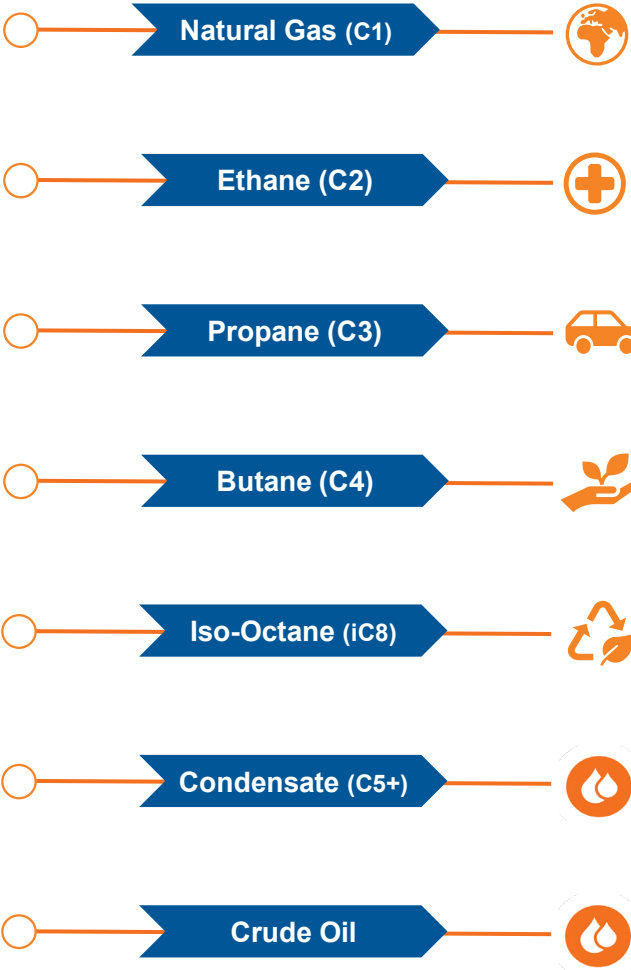 Natural Gas (C1)
Ethane (C2)
Propane (C3)
Butane (C4)
Iso-Octane (iC8)
Condensate (C5+)
Crude Oil